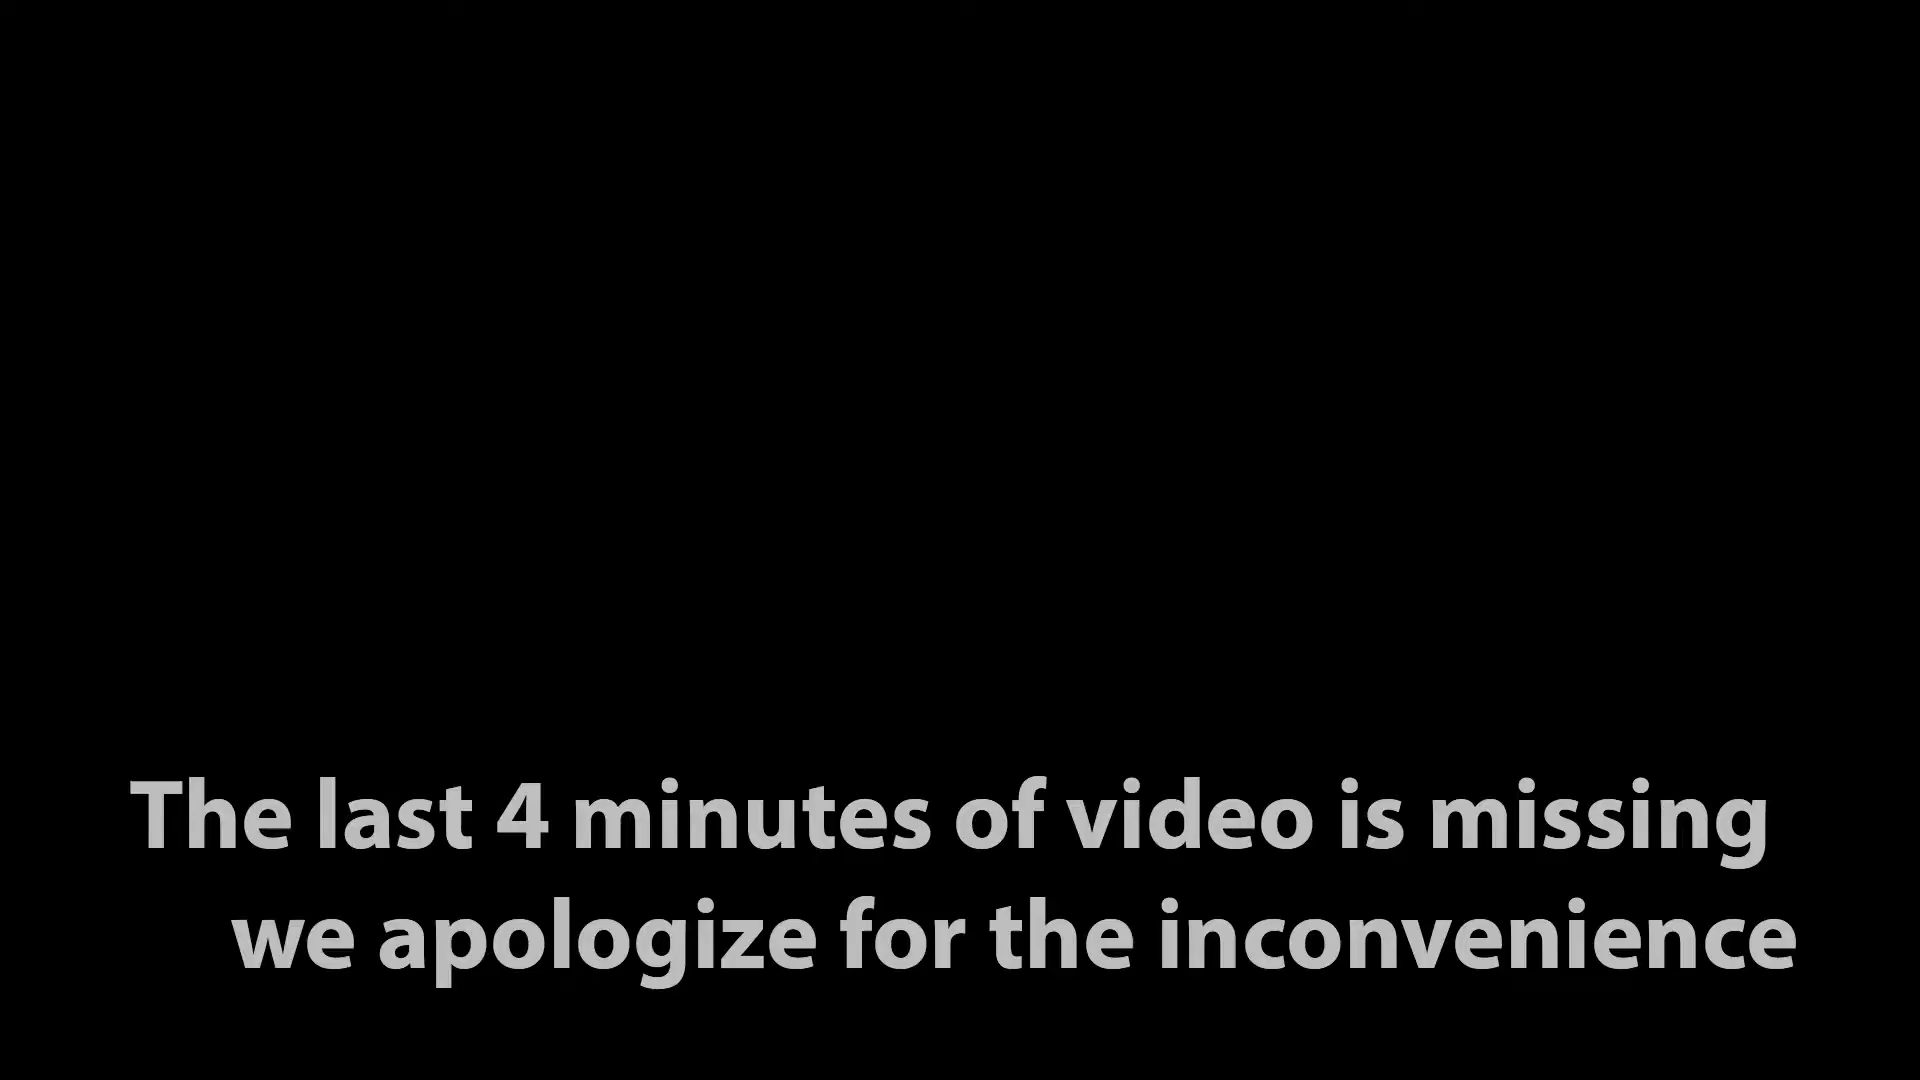 The last 4 minutes of video is missing
we apologize for the inconvenience